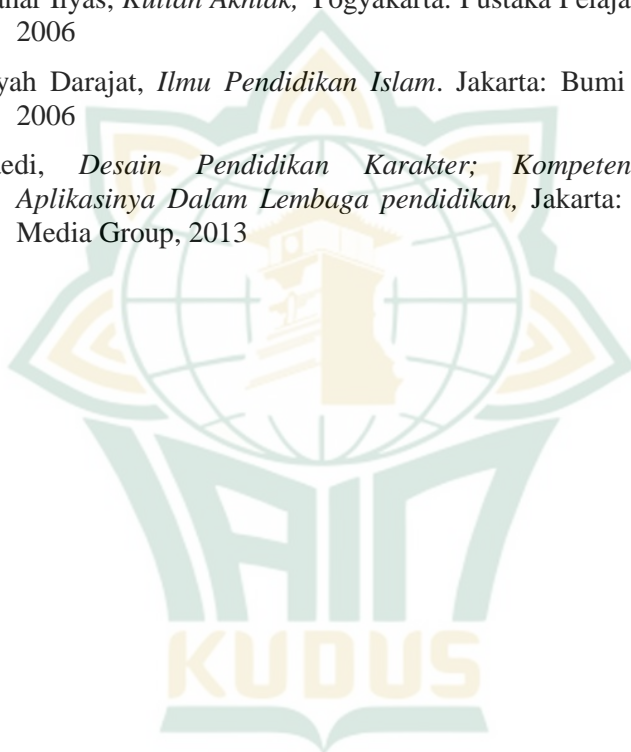 Ilyas, Kuliah Akhlak, Yogyakarta: Pustaka Pelaja
2006
yah Darajat, Ilmu Pendidikan Islam. Jakarta: Bumi
2006
edi, Desain Pendidikan Karakter; Kompeten
Aplikasinya Dalam Lembaga pendidikan, Jakarta:
Media Group, 2013
IAIN
KUDUS